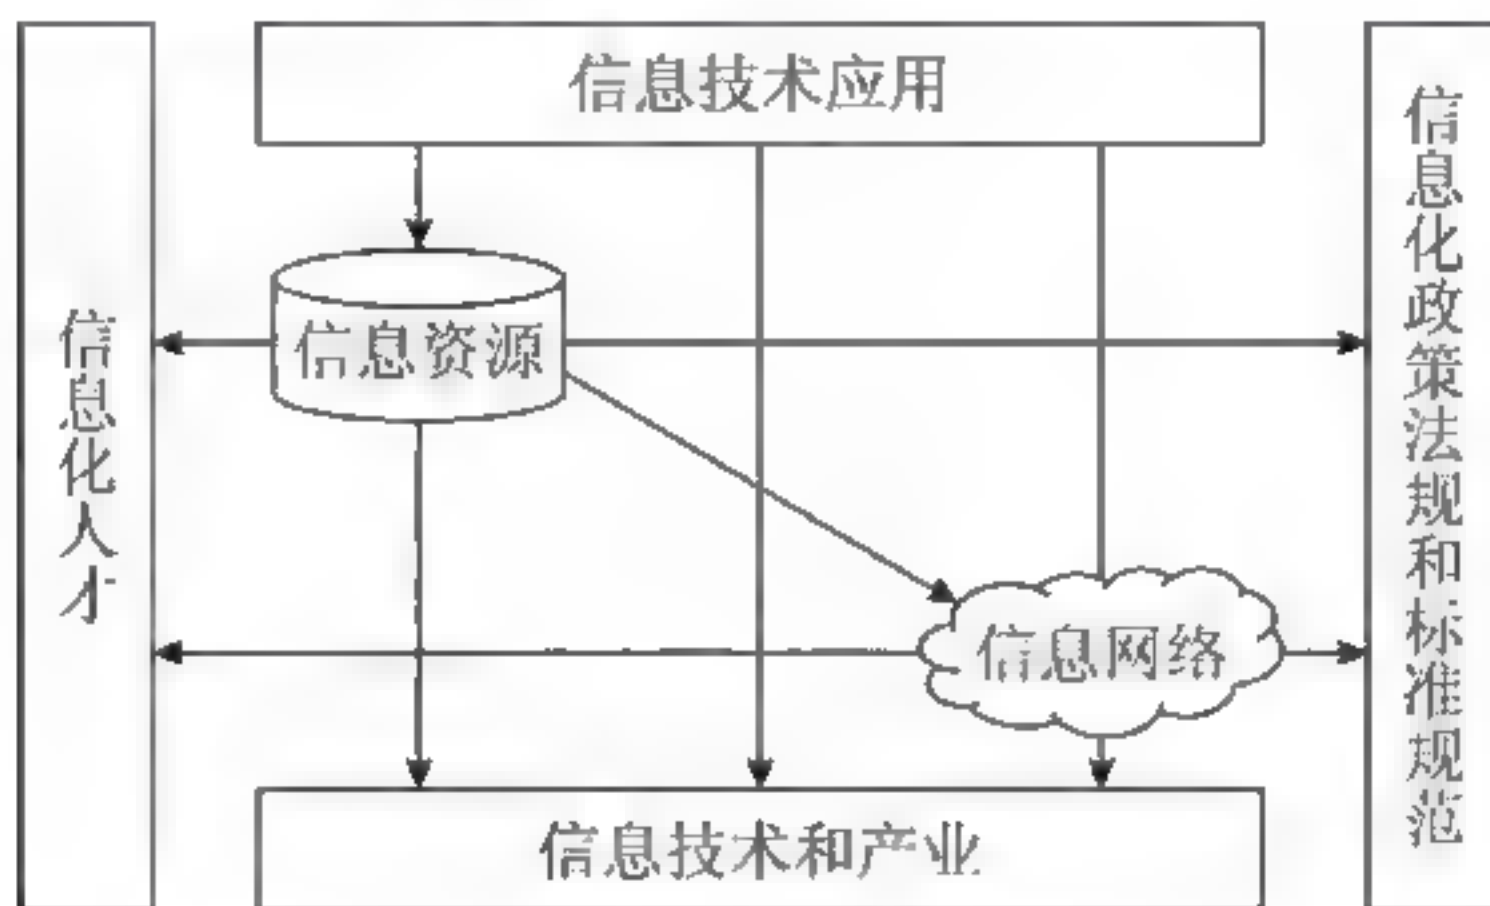 信息技术应用
信息化人才
信息资源
信息化政策法规和标准规范
信息网络
信息技术和产业